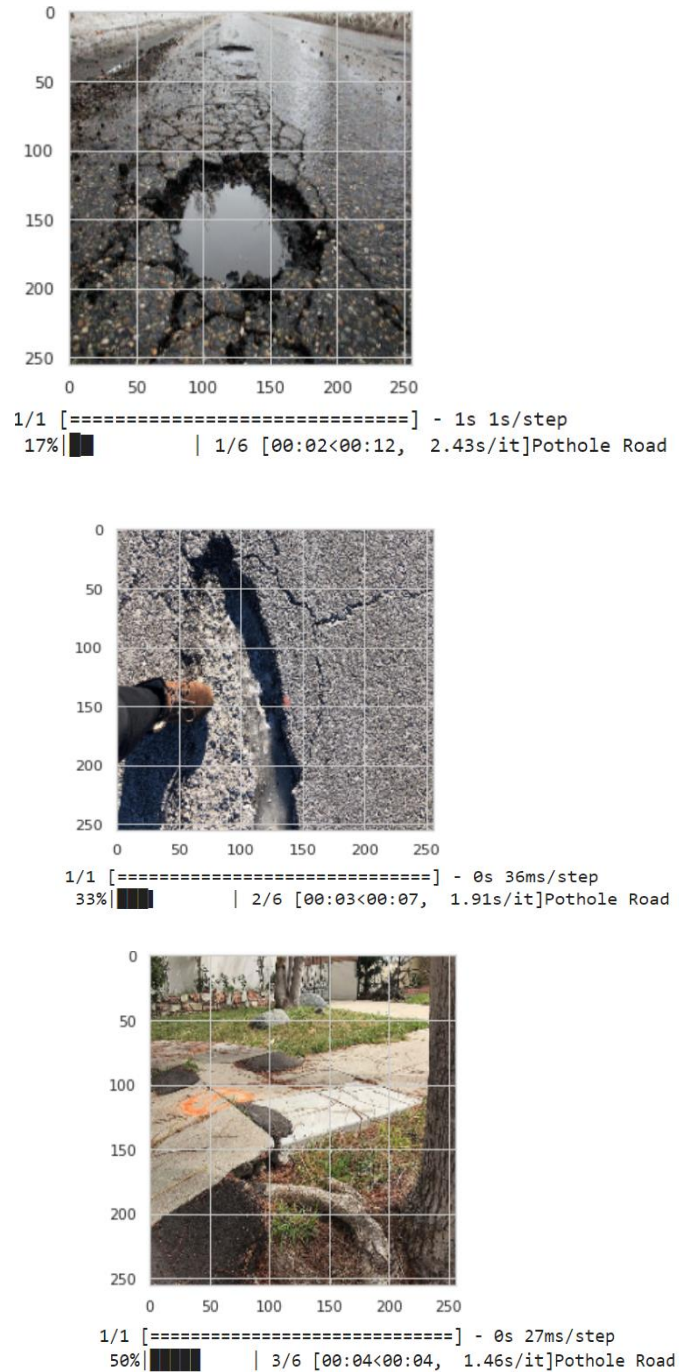 0
50
100
150
200
250
0 50 100 150 200 250
1/1 [==============================] - 1s 1s/step
17%|██ | 1/6 [00:02<00:12, 2.43s/it]Pothole Road
0
50
100
150
200
250
0 50 100 150 200 250
1/1 [==============================] - 0s 36ms/step
33%|███ | 2/6 [00:03<00:07, 1.91s/it]Pothole Road
0
50
100
150
200
250
0 50 100 150 200 250
1/1 [==============================] - 0s 27ms/step
50%|█████ | 3/6 [00:04<00:04, 1.46s/it]Pothole Road